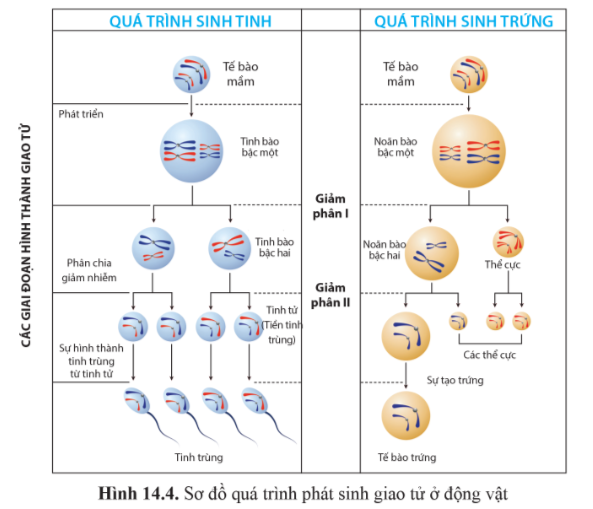 QUÁ TRÌNH SINH TINH
QUÁ TRÌNH SINH TRỨNG
CÁC GIAI ĐOẠN HÌNH THÀNH GIAO TỬ
Tế bào
mầm
Tế bào
mầm
Phát triển
Tinh bào
bậc một
Noãn bào
bậc một
Giảm
phân I
Tinh bào
bậc hai
Noãn bào
bậc hai
Thể cực
Phân chia
giảm nhiễm
Giảm
phân II
Tinh tử
(Tiền tinh
trùng)
Các thể cực
Sự hình thành
tinh trùng
từ tinh tử
Sự tạo trứng
Tinh trùng
Tế bào trứng
Hình 14.4. Sơ đồ quá trình phát sinh giao tử ở động vật